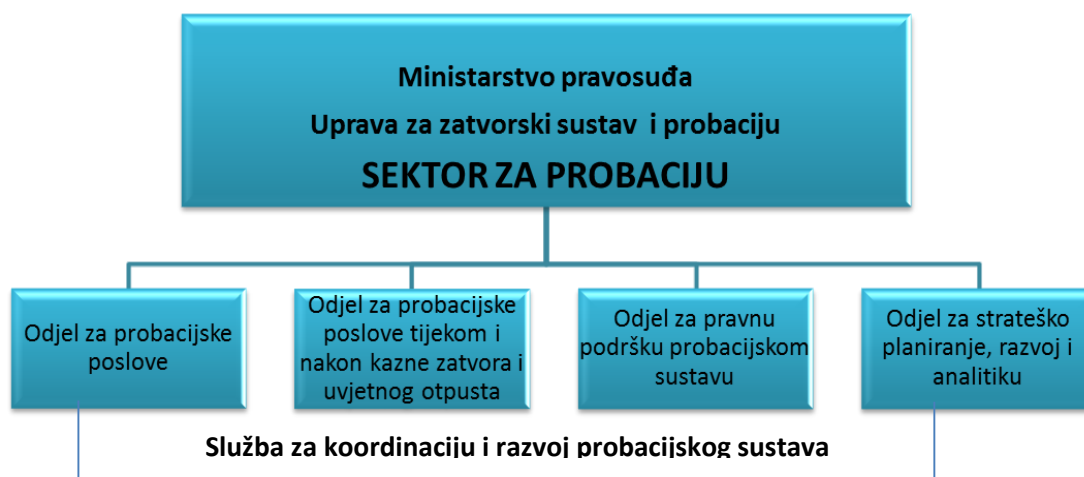 Ministarstvo pravosuđa
Uprava za zatvorski sustav i probaciju
SEKTOR ZA PROBACIJU
Odjel za probacijske
poslove
Odjel za probacijske
poslove tijekom i
nakon kazne zatvora i
uvjetnog otpusta
Odjel za pravnu
podršku probacijskom
sustavu
Odjel za strateško
planiranje, razvoj i
analitiku
Služba za koordinaciju i razvoj probacijskog sustava